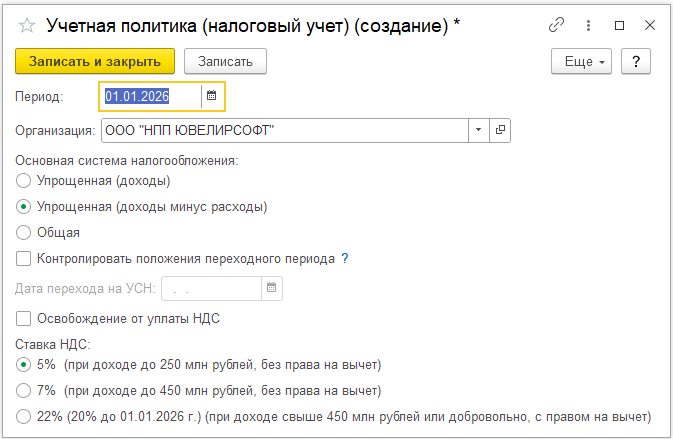 Учетная политика (налоговый учет) (создание) *
Записать и закрыть Записать Еще ?
Период: 01.01.2026
Организация: ООО "НПП ЮВЕЛИРСОФТ"
Основная система налогообложения:
Упрощенная (доходы)
Упрощенная (доходы минус расходы)
Общая
Контролировать положения переходного периода ?
Дата перехода на УСН: . .
Освобождение от уплаты НДС
Ставка НДС:
5% (при доходе до 250 млн рублей, без права на вычет)
7% (при доходе до 450 млн рублей, без права на вычет)
22% (20% до 01.01.2026 г.) (при доходе свыше 450 млн рублей или добровольно, с правом на вычет)